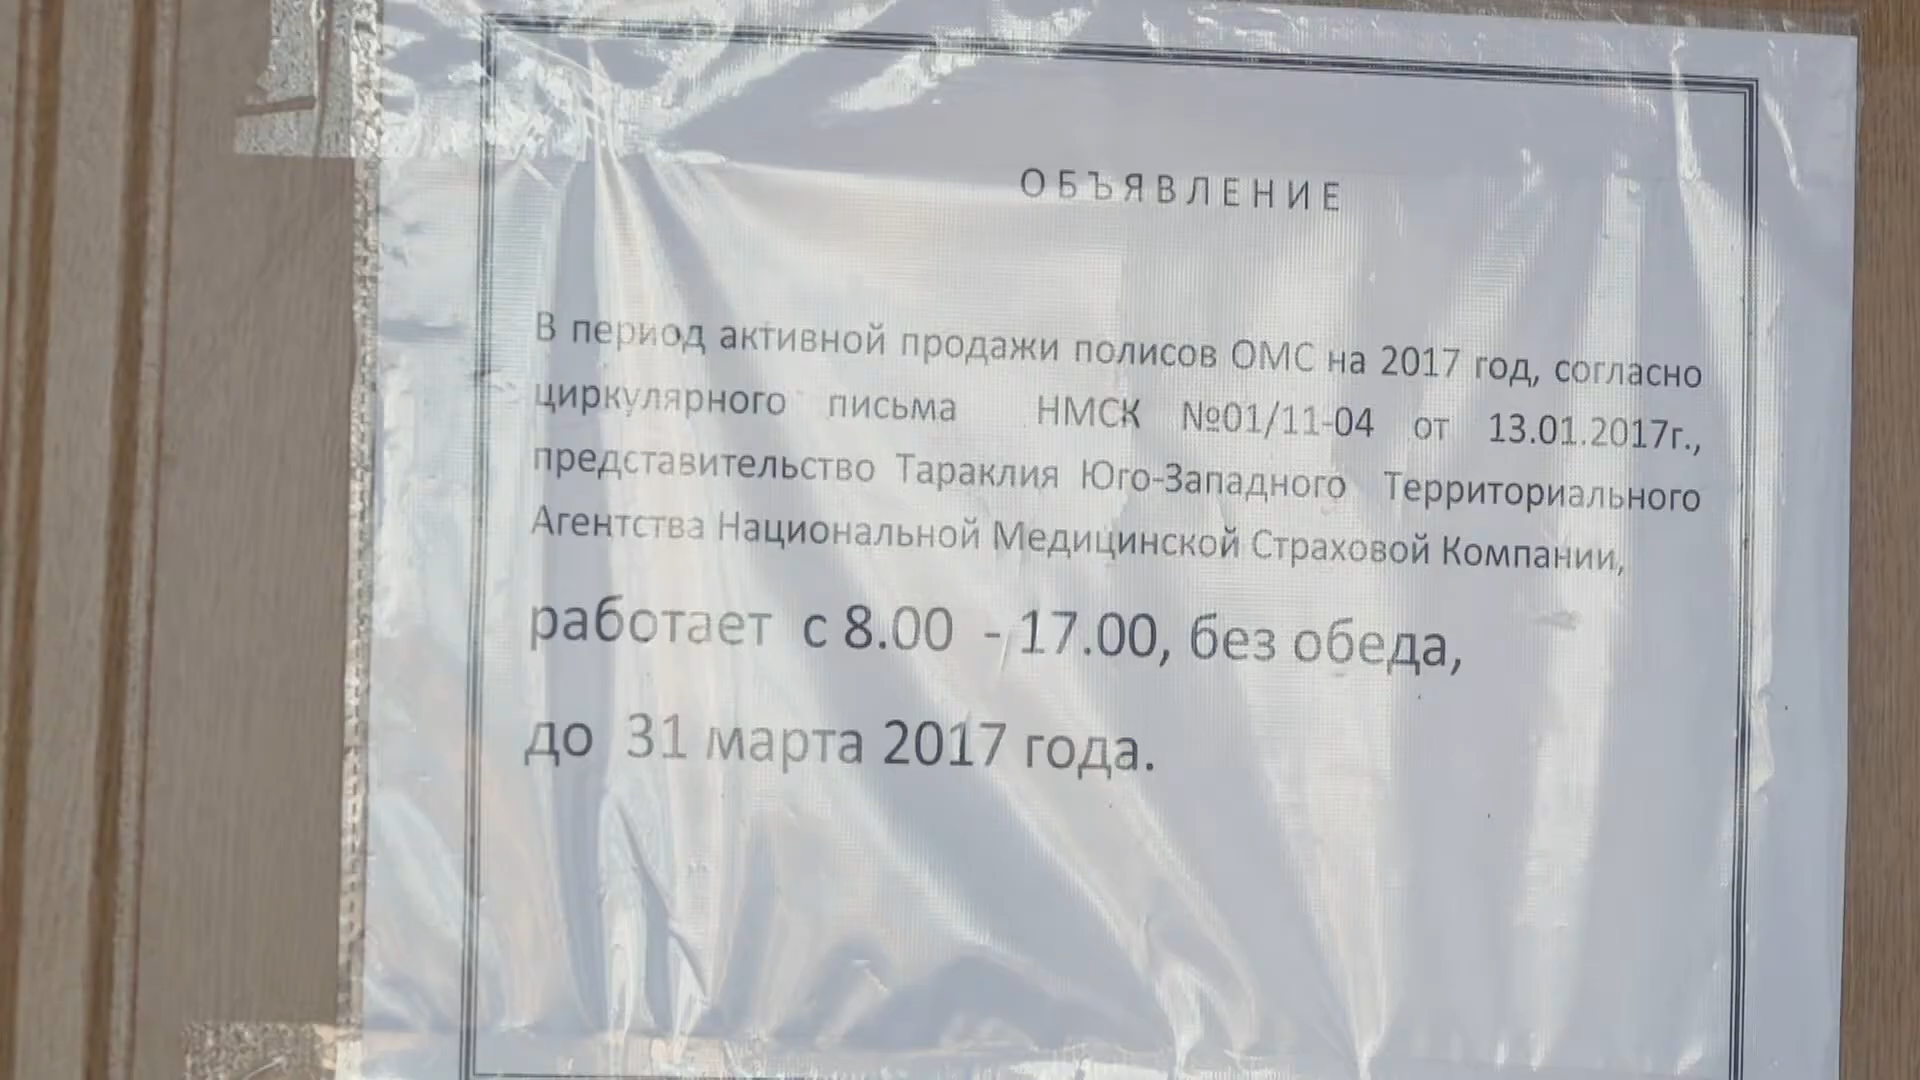 ОБЪЯВЛЕНИЕ
В период активной продажи полисов ОМС на 2017 год, согласно
циркулярного письма НМСК №01/11-04 от 13.01.2017г.,
представительство Тараклия Юго-Западного Территориального
Агентства Национальной Медицинской Страховой Компании,
работает с 8.00 - 17.00, без обеда,
до 31 марта 2017 года.